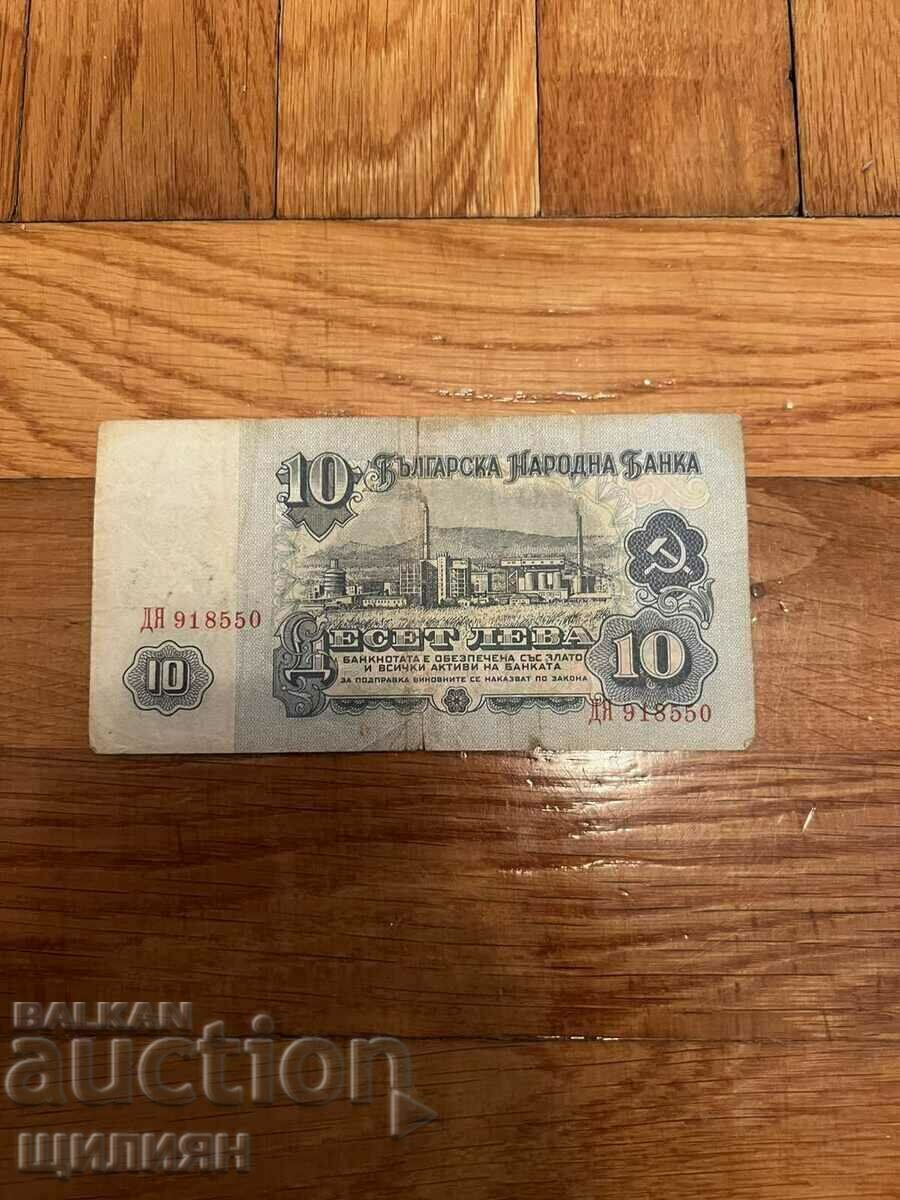 10 БЪЛГАРСКА НАРОДНА БАНКА
ДЯ 918550
10
ДЕСЕТ ЛЕВА
БАНКНОТАТА Е ОБЕЗПЕЧЕНА СЪС ЗЛАТО
И ВСИЧКИ АКТИВИ НА БАНКАТА
ЗА ПОДПРАВКА ВИНОВНИТЕ СЕ НАКАЗВАТ ПО ЗАКОНА
10
ДЯ 918550
BALKAN
auction
ЩИЛИЯН